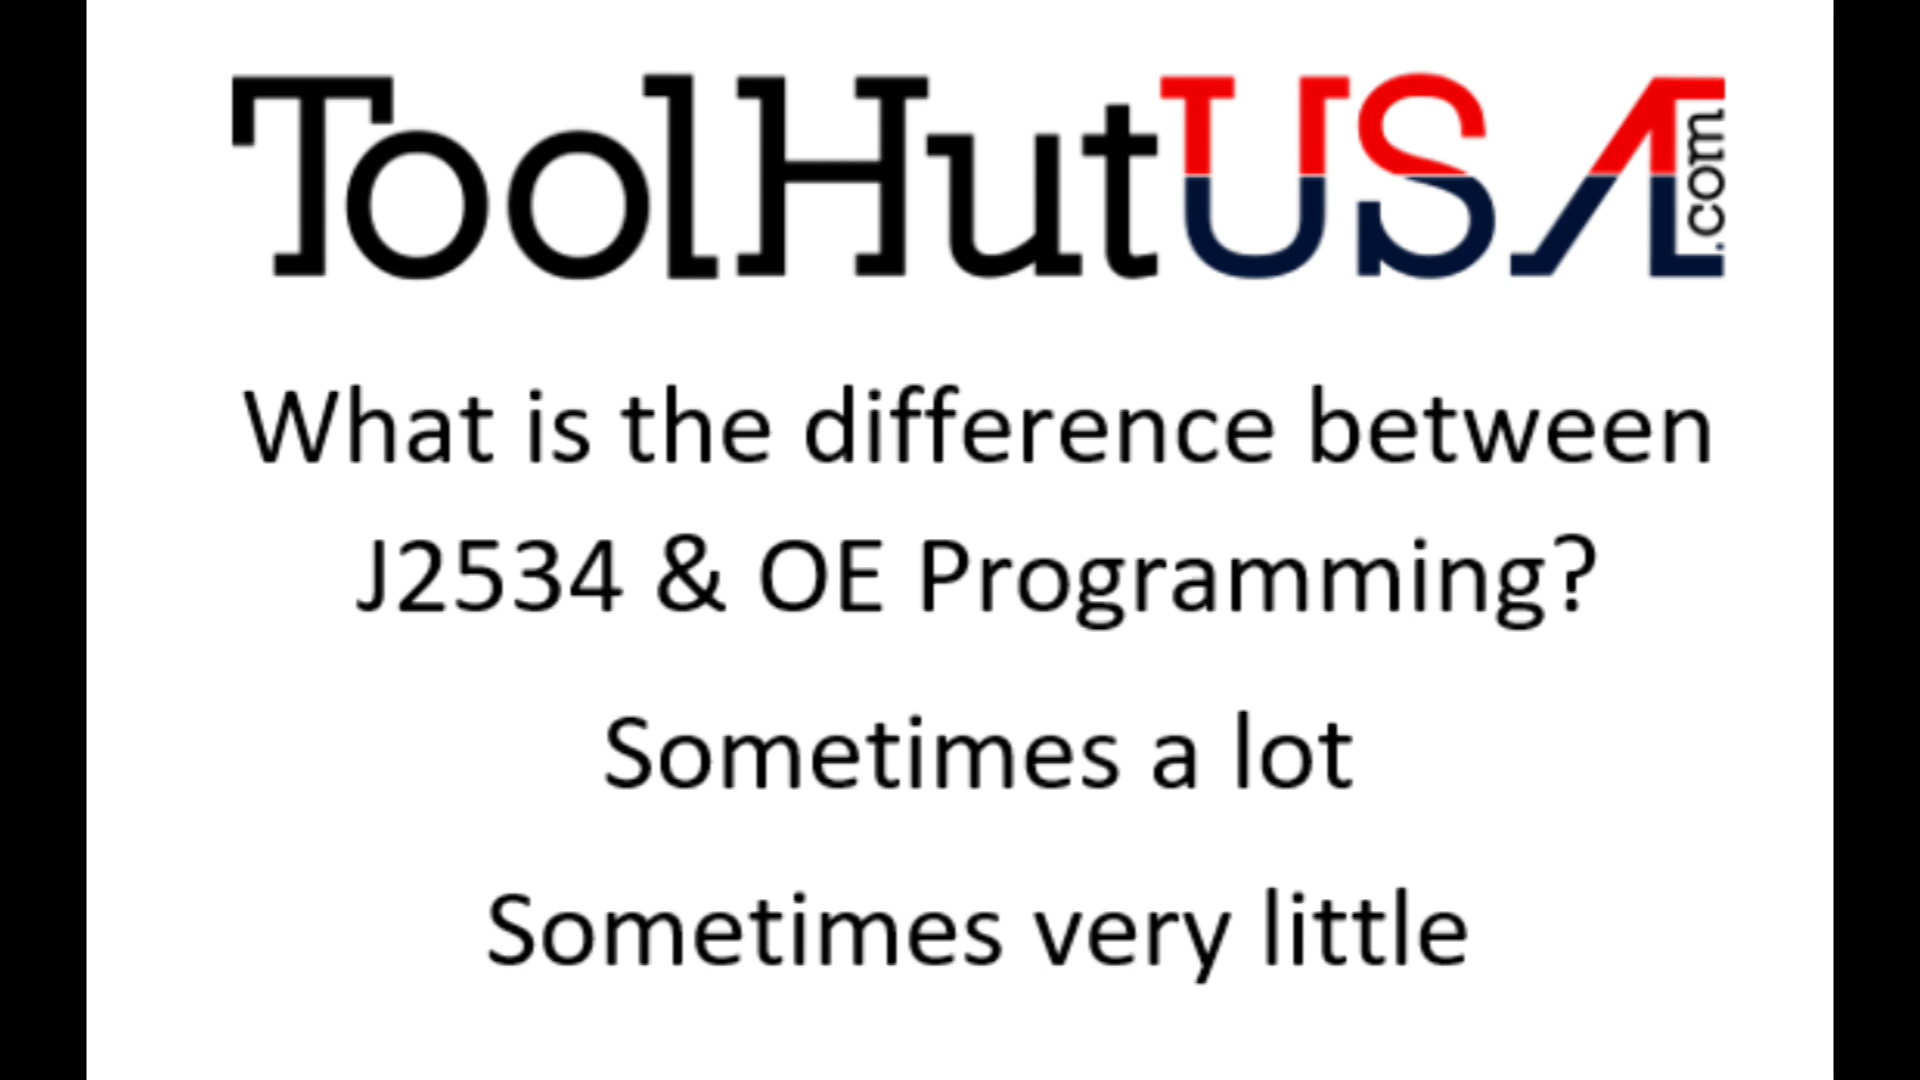 ToolHutUSA.com
What is the difference between
J2534 & OE Programming?
Sometimes a lot
Sometimes very little